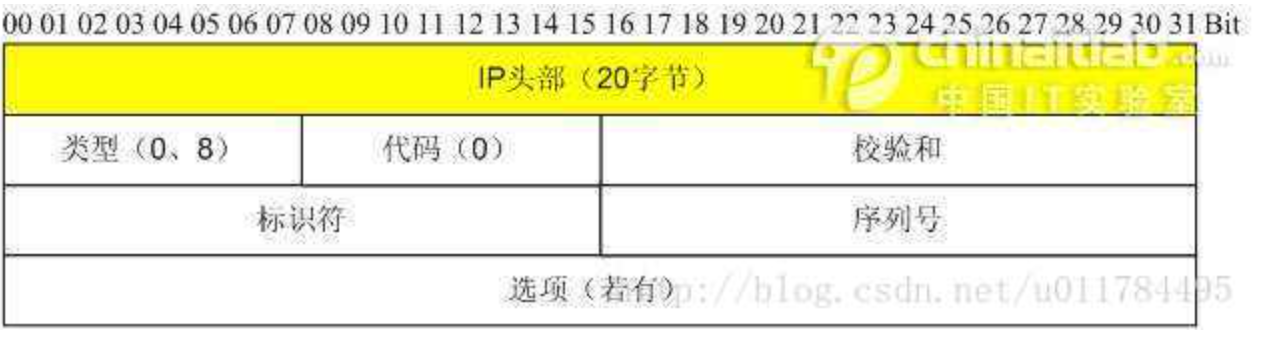 00 01 02 03 04 05 06 07 08 09 10 11 12 13 14 15 16 17 18 19 20 21 22 23 24 25 26 27 28 29 30 31 Bit
chinaitlab.com
中国IT实验室
IP头部（20字节）
类型（0、8） 代码（0） 校验和
标识符 序列号
选项（若有） http://blog.csdn.net/u011784495